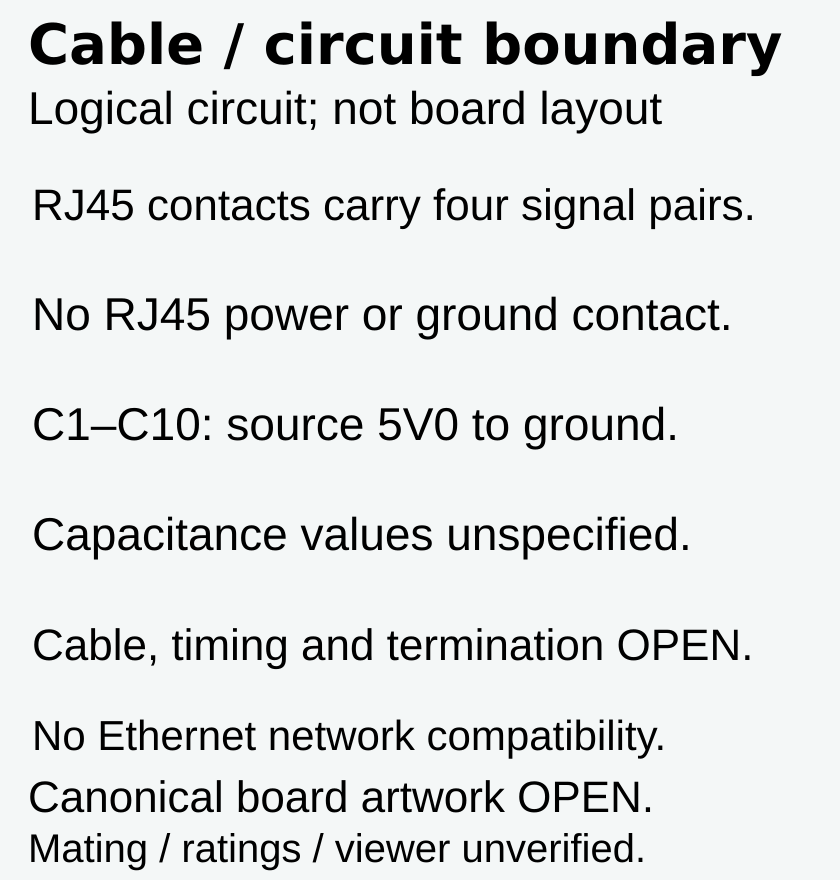 Cable / circuit boundary
Logical circuit; not board layout
RJ45 contacts carry four signal pairs.
No RJ45 power or ground contact.
C1–C10: source 5V0 to ground.
Capacitance values unspecified.
Cable, timing and termination OPEN.
No Ethernet network compatibility.
Canonical board artwork OPEN.
Mating / ratings / viewer unverified.